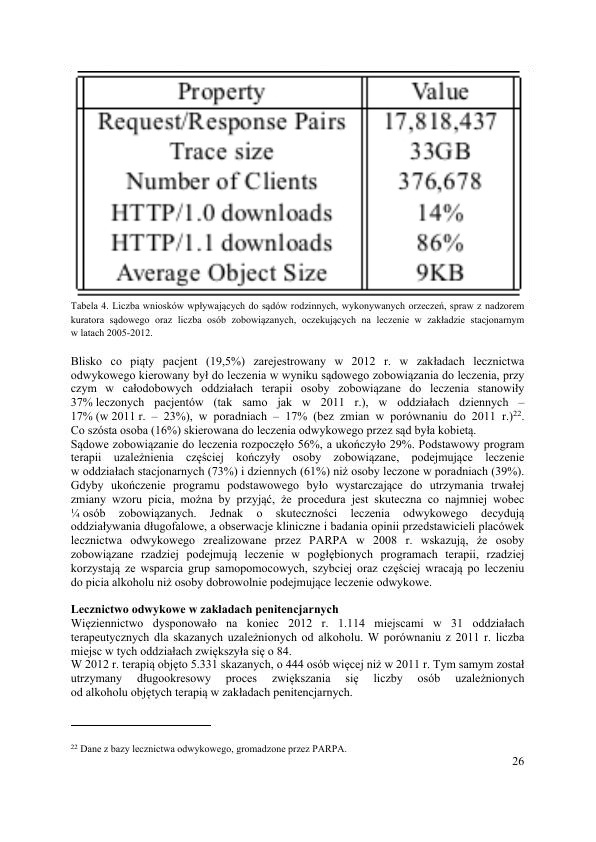 Property Value
Request/Response Pairs 17,818,437
Trace size 33GB
Number of Clients 376,678
HTTP/1.0 downloads 14%
HTTP/1.1 downloads 86%
Average Object Size 9KB
Tabela 4. Liczba wniosków wpływających do sądów rodzinnych, wykonywanych orzeczeń, spraw z nadzorem
kuratora sądowego oraz liczba osób zobowiązanych, oczekujących na leczenie w zakładzie stacjonarnym
w latach 2005-2012.
Blisko co piąty pacjent (19,5%) zarejestrowany w 2012 r. w zakładach lecznictwa
odwykowego kierowany był do leczenia w wyniku sądowego zobowiązania do leczenia, przy
czym w całodobowych oddziałach terapii osoby zobowiązane do leczenia stanowiły
37% leczonych pacjentów (tak samo jak w 2011 r.), w oddziałach dziennych –
17% (w 2011 r. – 23%), w poradniach – 17% (bez zmian w porównaniu do 2011 r.)22.
Co szósta osoba (16%) skierowana do leczenia odwykowego przez sąd była kobietą.
Sądowe zobowiązanie do leczenia rozpoczęło 56%, a ukończyło 29%. Podstawowy program
terapii uzależnienia częściej kończyły osoby zobowiązane, podejmujące leczenie
w oddziałach stacjonarnych (73%) i dziennych (61%) niż osoby leczone w poradniach (39%).
Gdyby ukończenie programu podstawowego było wystarczające do utrzymania trwałej
zmiany wzoru picia, można by przyjąć, że procedura jest skuteczna co najmniej wobec
¼ osób zobowiązanych. Jednak o skuteczności leczenia odwykowego decydują
oddziaływania długofalowe, a obserwacje kliniczne i badania opinii przedstawicieli placówek
lecznictwa odwykowego zrealizowane przez PARPA w 2008 r. wskazują, że osoby
zobowiązane rzadziej podejmują leczenie w pogłębionych programach terapii, rzadziej
korzystają ze wsparcia grup samopomocowych, szybciej oraz częściej wracają po leczeniu
do picia alkoholu niż osoby dobrowolnie podejmujące leczenie odwykowe.
Lecznictwo odwykowe w zakładach penitencjarnych
Więziennictwo dysponowało na koniec 2012 r. 1.114 miejscami w 31 oddziałach
terapeutycznych dla skazanych uzależnionych od alkoholu. W porównaniu z 2011 r. liczba
miejsc w tych oddziałach zwiększyła się o 84.
W 2012 r. terapią objęto 5.331 skazanych, o 444 osób więcej niż w 2011 r. Tym samym został
utrzymany długookresowy proces zwiększania się liczby osób uzależnionych
od alkoholu objętych terapią w zakładach penitencjarnych.
22 Dane z bazy lecznictwa odwykowego, gromadzone przez PARPA.
26